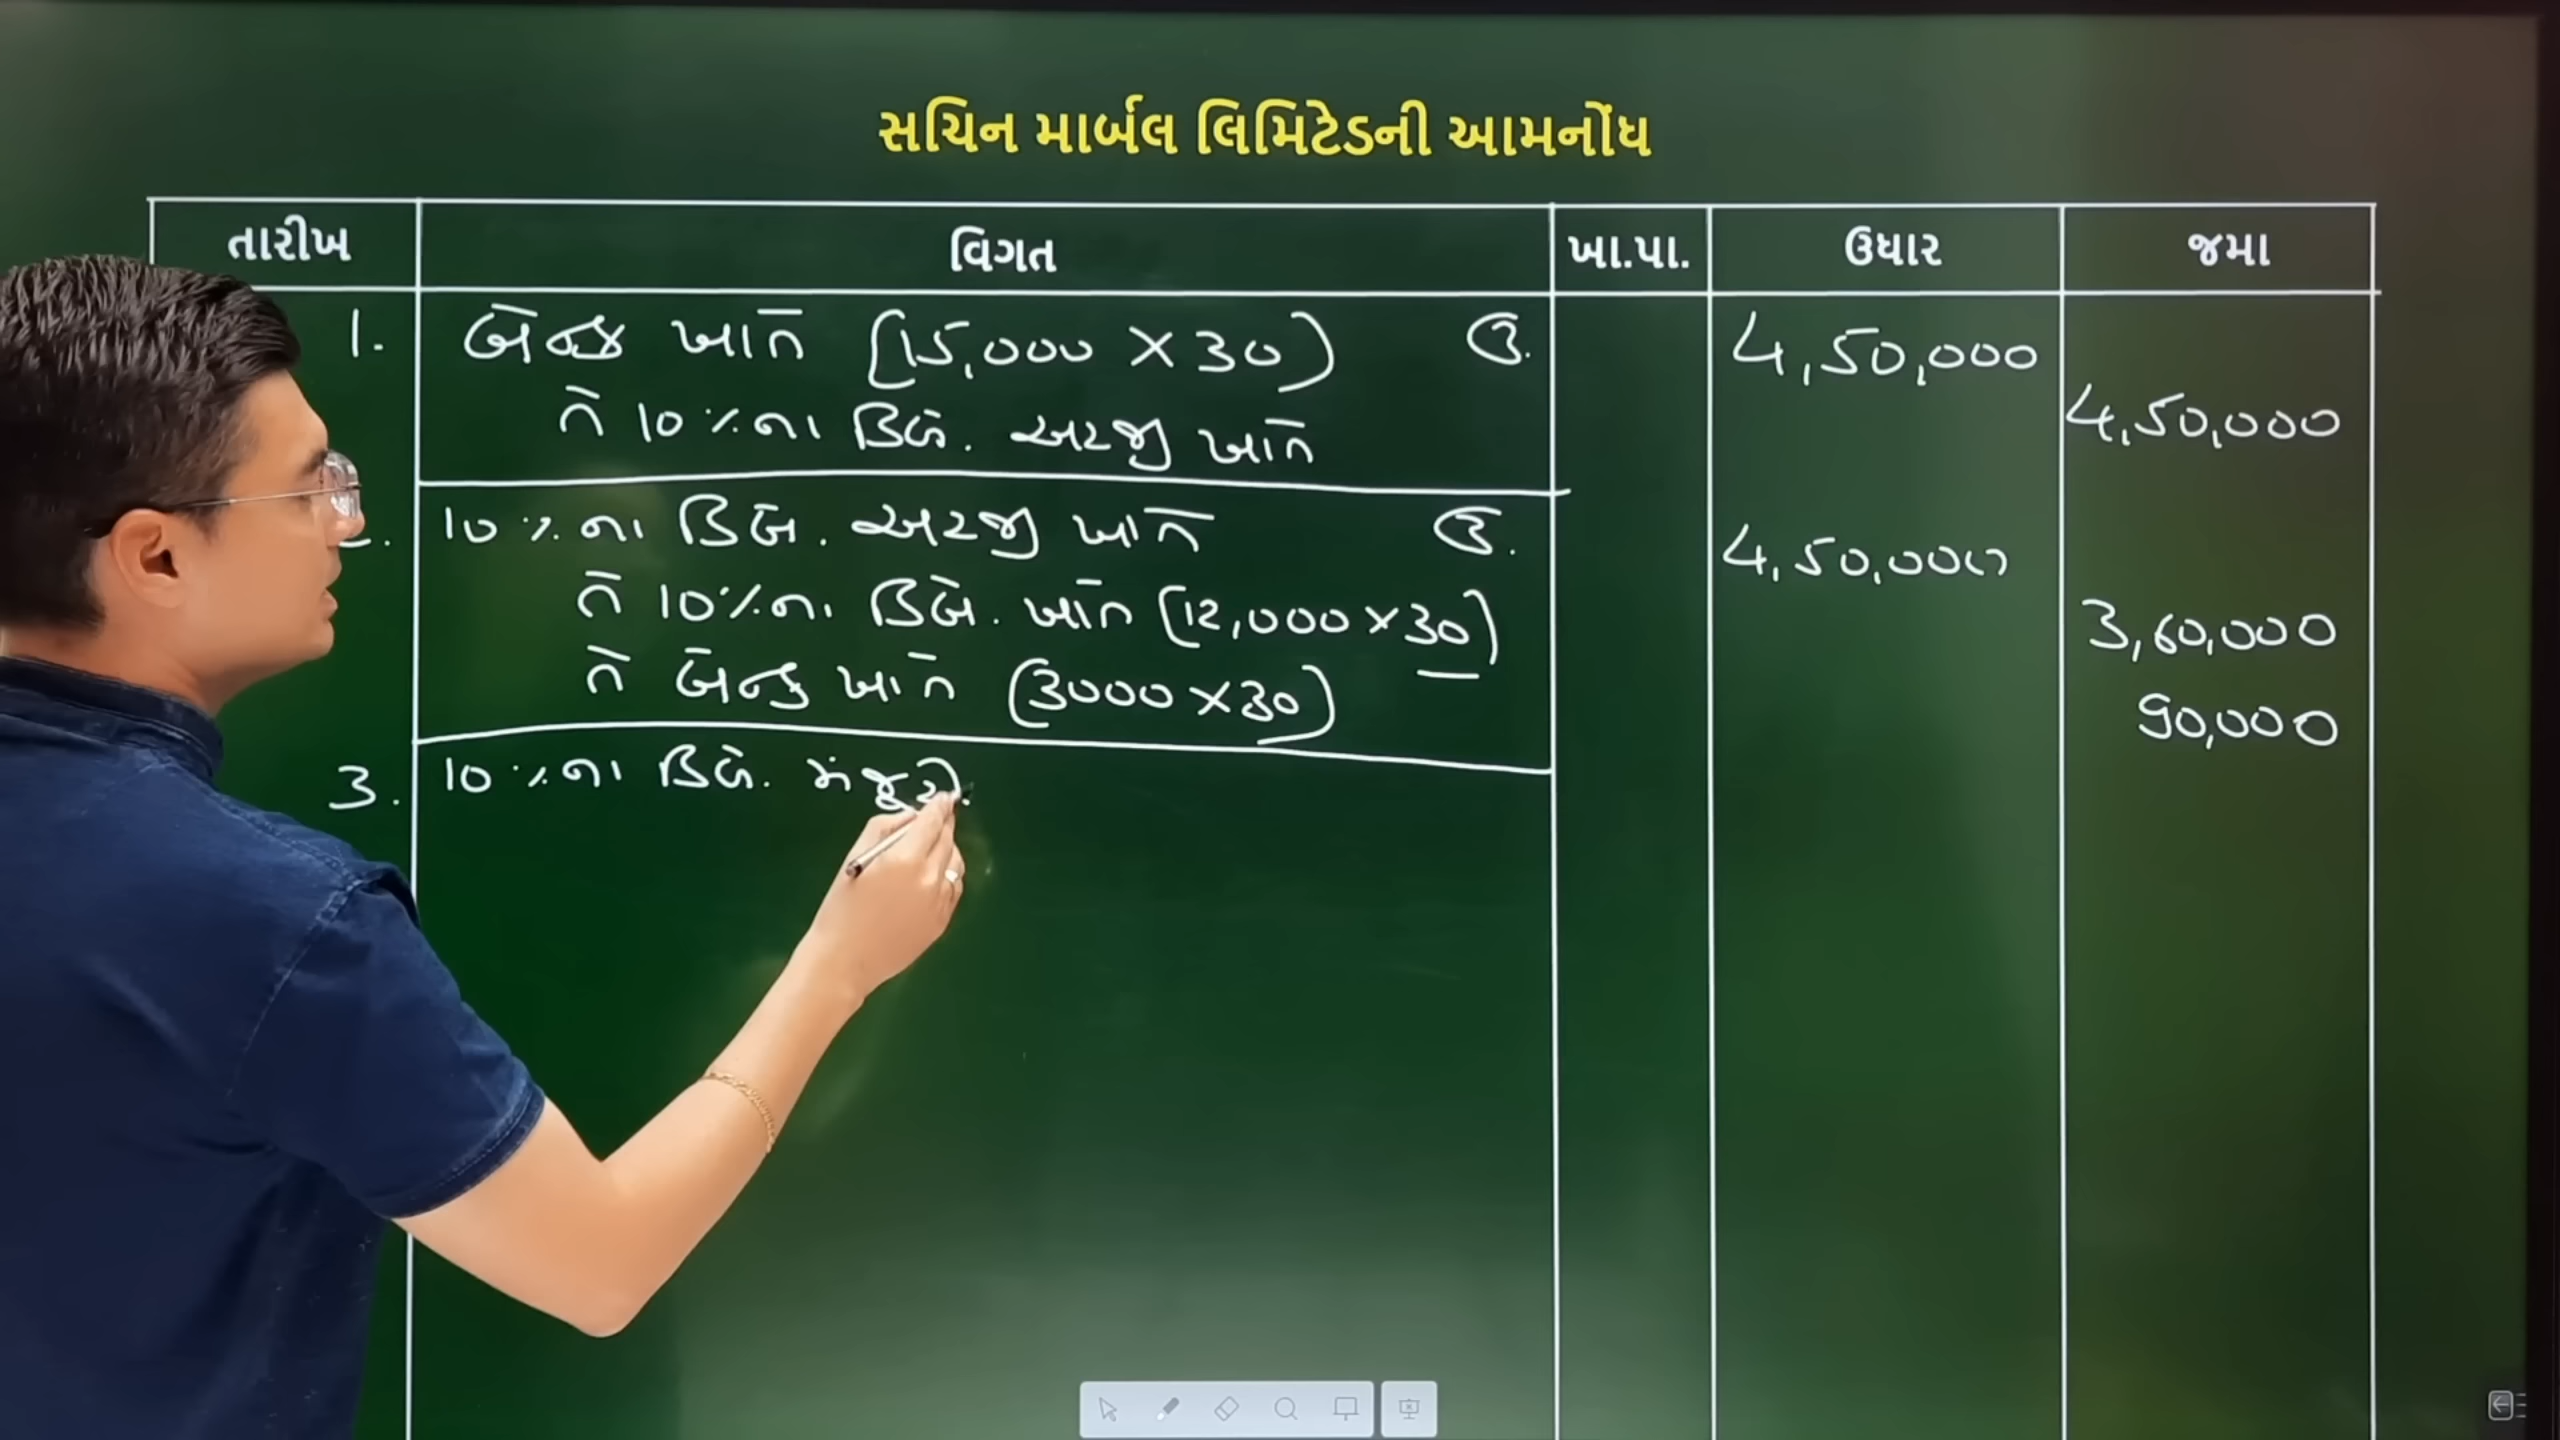 સચિન માર્બલ લિમિટેડની આમનોંધ
તારીખ વિગત ખા.પા. ઉધાર જમા
1. બેન્ક ખાતે (15,000 × 30) ઉ. 4,50,000
તે 10%ના ડિબે. અરજી ખાતે 4,50,000
2. 10%ના ડિબે. અરજી ખાતે ઉ. 4,50,000
તે 10%ના ડિબે. ખાતે (12,000 × 30) 3,60,000
તે બેન્ક ખાતે (3000 × 30) 90,000
3. 10%ના ડિબે. મંજૂરી